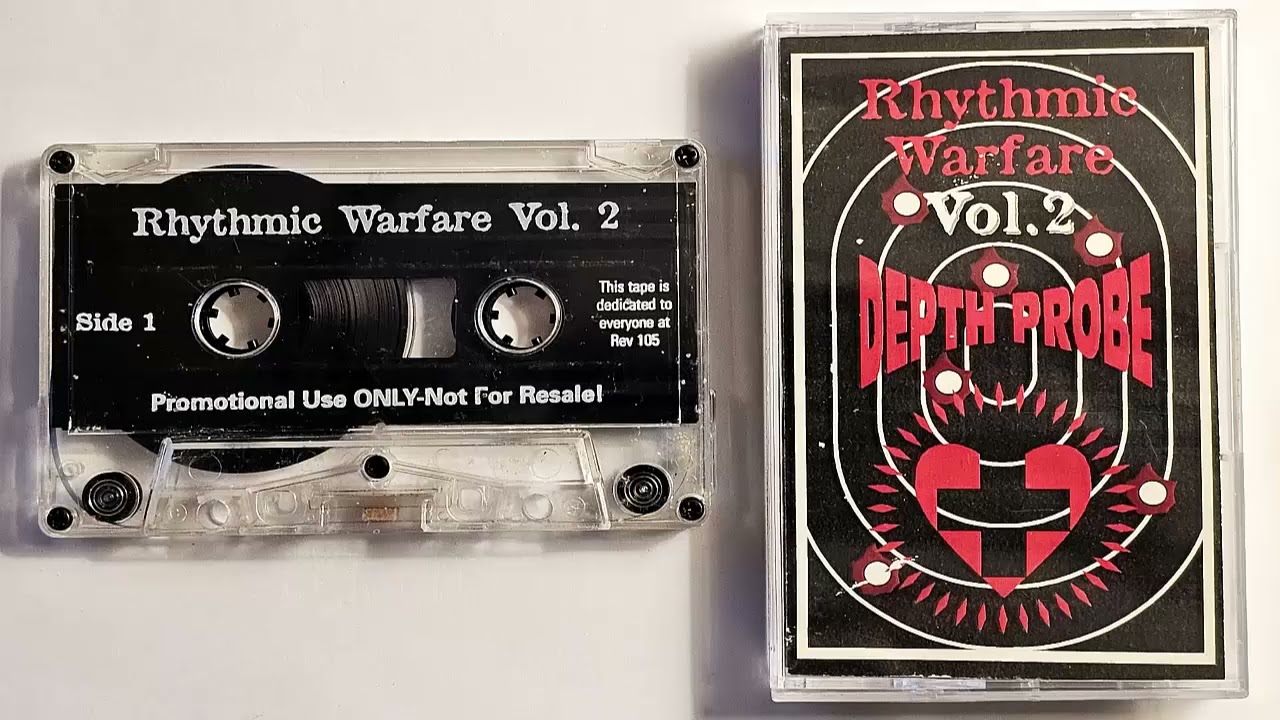 Rhythmic Warfare Vol. 2
Side 1
This tape is
dedicated to
everyone at
Rev 105
Promotional Use ONLY-Not For Resale!
Rhythmic
Warfare
Vol.2
DEPTH PROBE